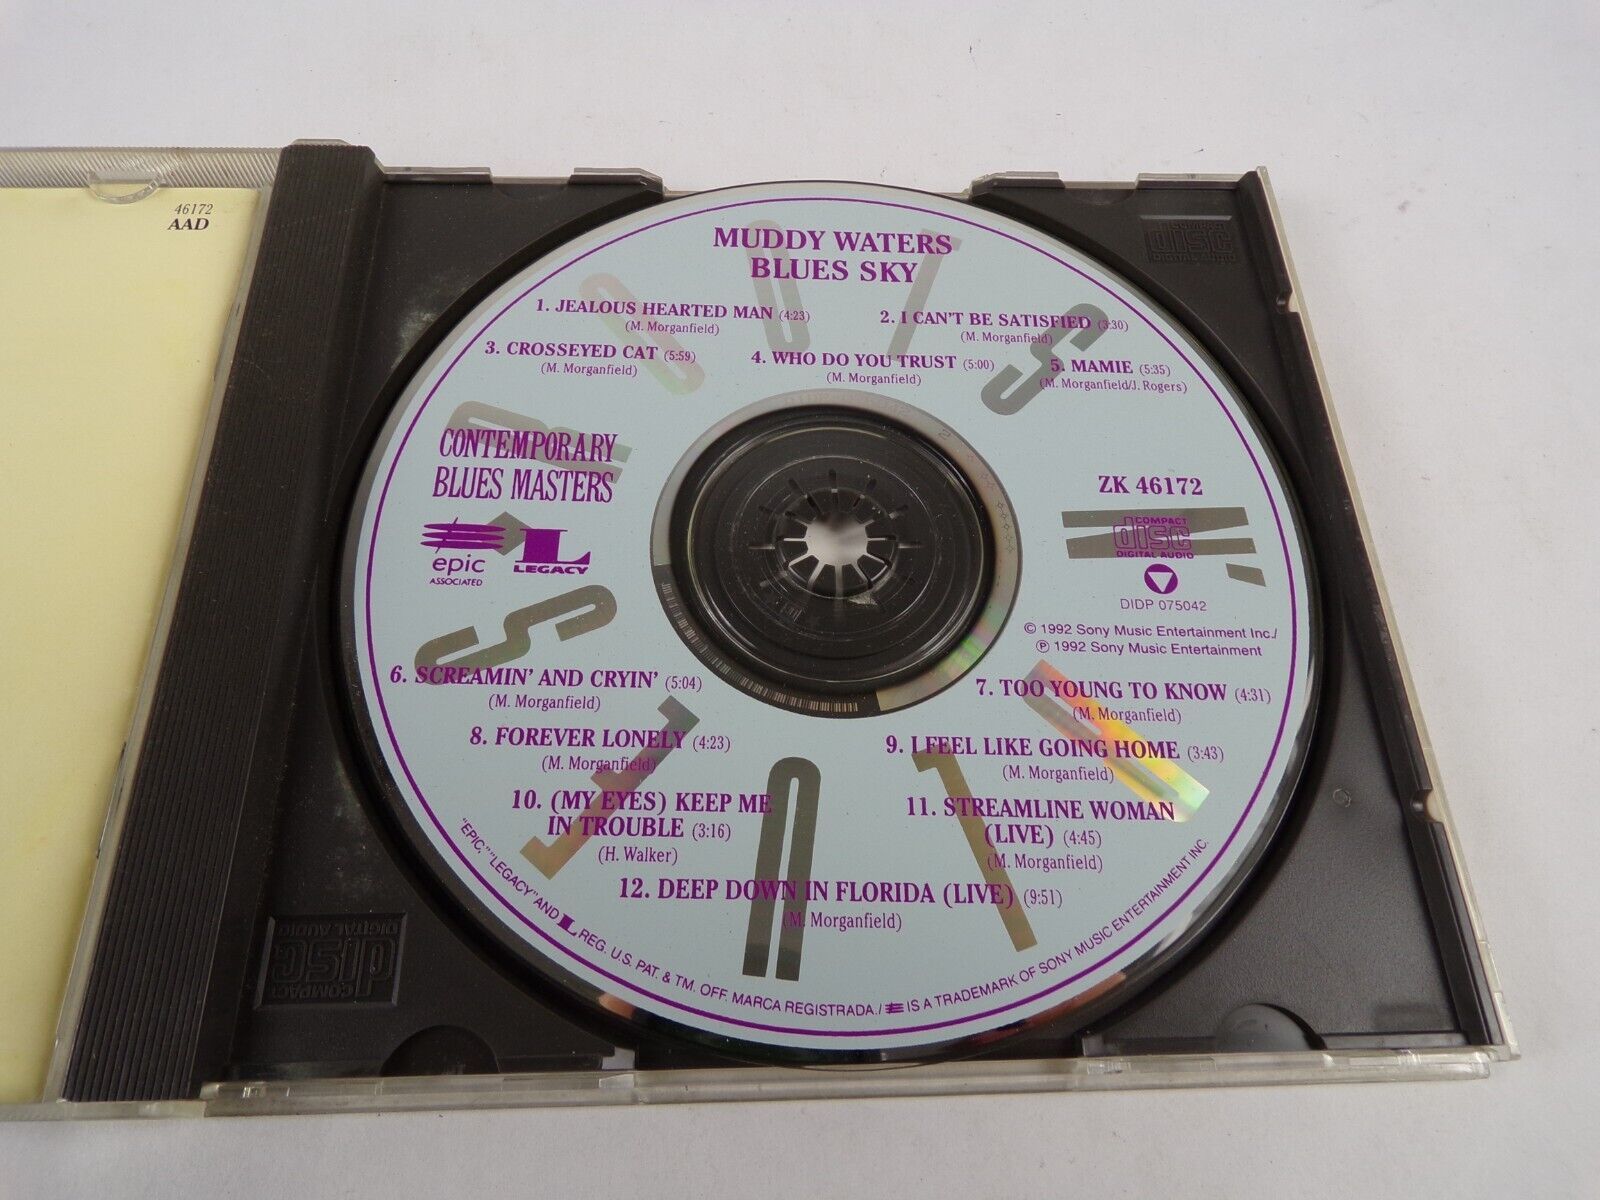 46172
AAD
MUDDY WATERS
BLUES SKY
1. JEALOUS HEARTED MAN (4:23)
(M. Morganfield)
2. I CAN'T BE SATISFIED (3:30)
(M. Morganfield)
3. CROSSEYED CAT (5:59)
(M. Morganfield)
4. WHO DO YOU TRUST (5:00)
(M. Morganfield)
5. MAMIE (5:35)
(M. Morganfield/J. Rogers)
CONTEMPORARY
BLUES MASTERS
epic
ASSOCIATED
L
LEGACY
ZK 46172
COMPACT
disc
DIGITAL AUDIO
DIDP 075042
© 1992 Sony Music Entertainment Inc./
℗ 1992 Sony Music Entertainment
6. SCREAMIN' AND CRYIN' (5:04)
(M. Morganfield)
7. TOO YOUNG TO KNOW (4:31)
(M. Morganfield)
8. FOREVER LONELY (4:23)
(M. Morganfield)
9. I FEEL LIKE GOING HOME (3:43)
(M. Morganfield)
10. (MY EYES) KEEP ME
IN TROUBLE (3:16)
(H. Walker)
11. STREAMLINE WOMAN
(LIVE) (4:45)
(M. Morganfield)
12. DEEP DOWN IN FLORIDA (LIVE) (9:51)
(M. Morganfield)
"EPIC," "LEGACY" AND L REG. U.S. PAT. & TM. OFF. MARCA REGISTRADA./ IS A TRADEMARK OF SONY MUSIC ENTERTAINMENT INC.
COMPACT
disc
DIGITAL AUDIO
COMPACT
disc
DIGITAL AUDIO